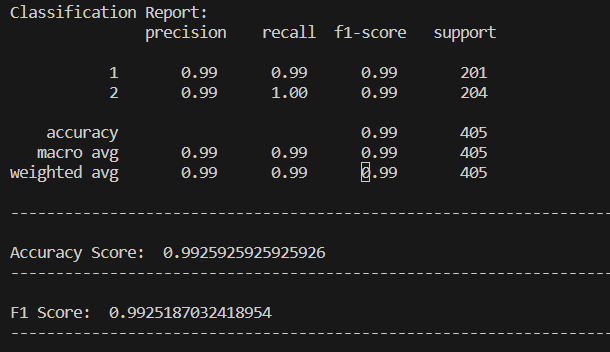 Classification Report:
precision recall f1-score support
1 0.99 0.99 0.99 201
2 0.99 1.00 0.99 204
accuracy 0.99 405
macro avg 0.99 0.99 0.99 405
weighted avg 0.99 0.99 0.99 405
--------------------------------------------------------------------
Accuracy Score: 0.9925925925925926
--------------------------------------------------------------------
F1 Score: 0.9925187032418954
--------------------------------------------------------------------